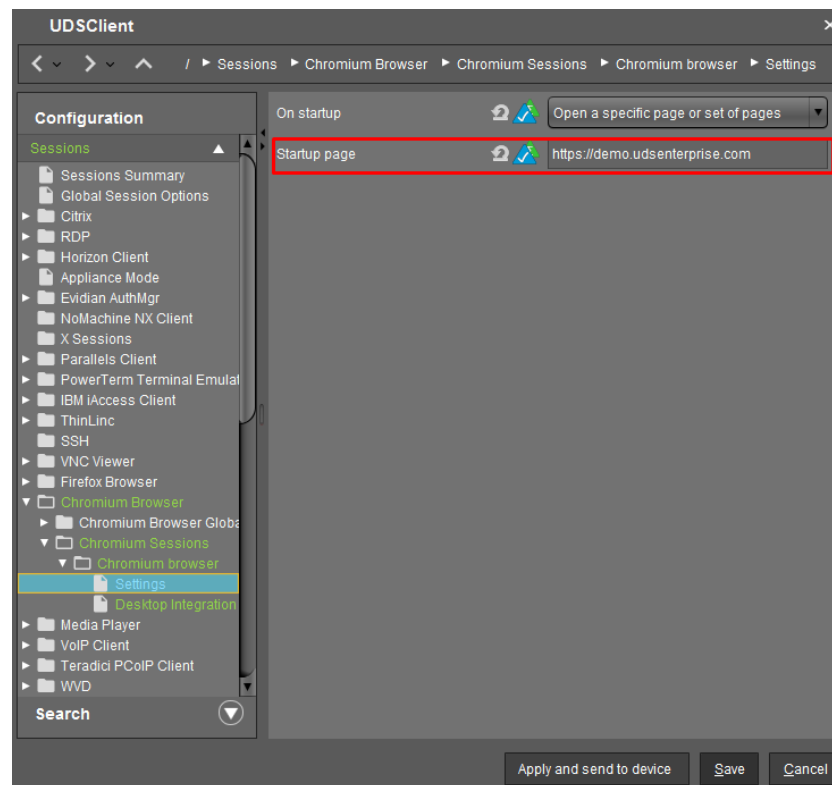 UDSClient
/ Sessions Chromium Browser Chromium Sessions Chromium browser Settings
Configuration
Sessions
Sessions Summary
Global Session Options
Citrix
RDP
Horizon Client
Appliance Mode
Evidian AuthMgr
NoMachine NX Client
X Sessions
Parallels Client
PowerTerm Terminal Emulat
IBM iAccess Client
ThinLinc
SSH
VNC Viewer
Firefox Browser
Chromium Browser
Chromium Browser Globa
Chromium Sessions
Chromium browser
Settings
Desktop Integration
Media Player
VoIP Client
Teradici PCoIP Client
WVD
Search
On startup Open a specific page or set of pages
Startup page https://demo.udsenterprise.com
Apply and send to device Save Cancel